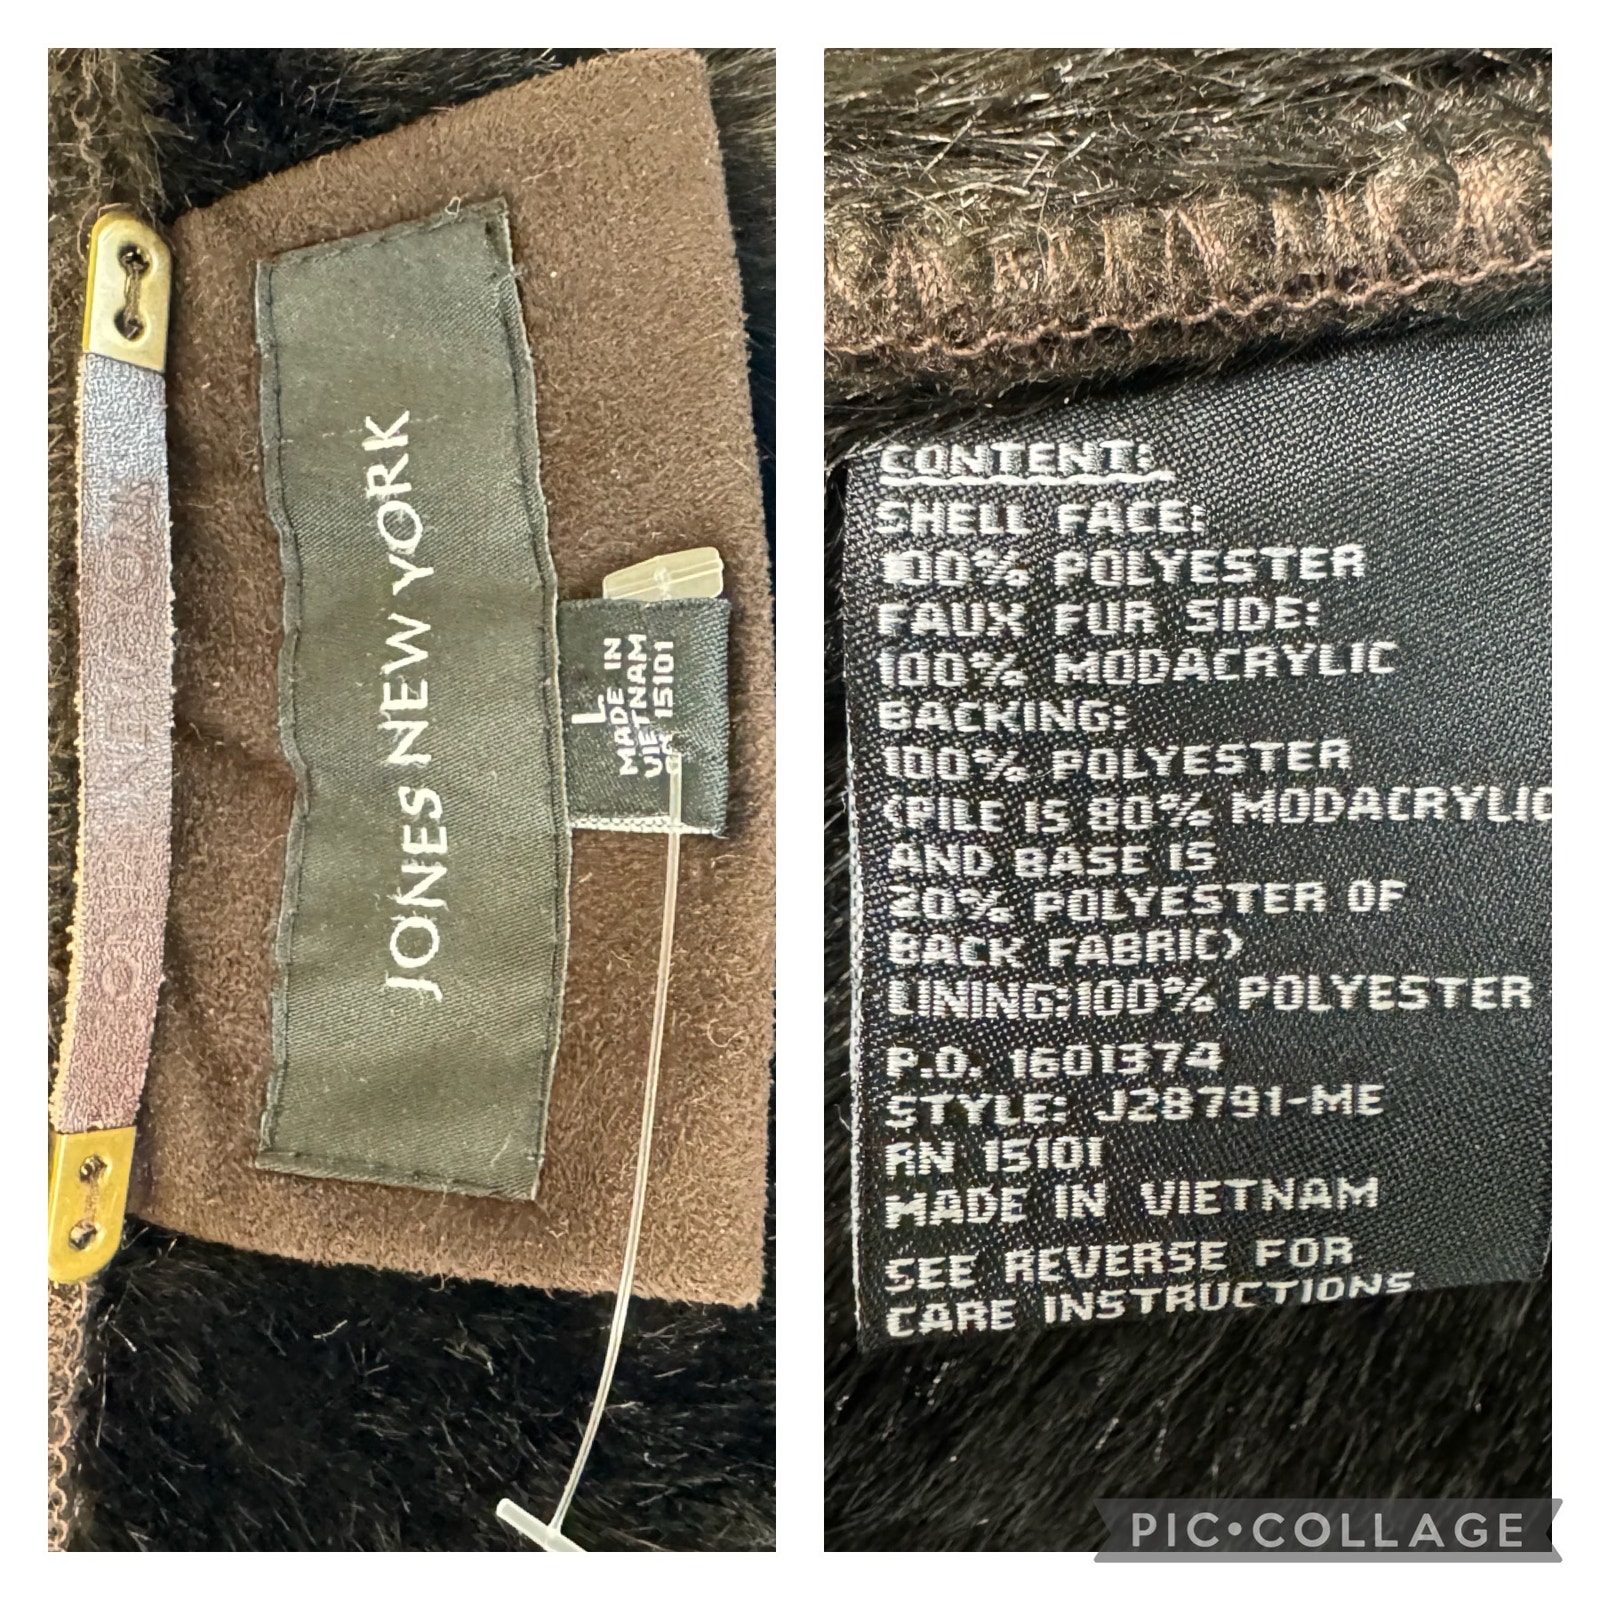 JONES NEW YORK
L
MADE IN
VIETNAM
15101
CONTENT:
SHELL FACE:
100% POLYESTER
FAUX FUR SIDE:
100% MODACRYLIC
BACKING:
100% POLYESTER
(PILE IS 80% MODACRYLIC
AND BASE IS
20% POLYESTER OF
BACK FABRIC)
LINING:100% POLYESTER
P.O. 1601374
STYLE: J28791-ME
RN 15101
MADE IN VIETNAM
SEE REVERSE FOR
CARE INSTRUCTIONS
PIC•COLLAGE